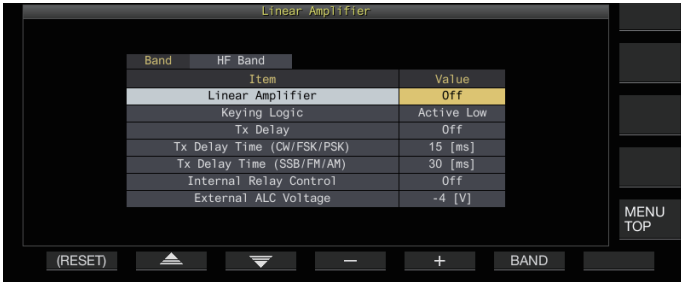 Linear Amplifier
Band HF Band
Item Value
Linear Amplifier Off
Keying Logic Active Low
Tx Delay Off
Tx Delay Time (CW/FSK/PSK) 15 [ms]
Tx Delay Time (SSB/FM/AM) 30 [ms]
Internal Relay Control Off
External ALC Voltage -4 [V]
MENU
TOP
(RESET) − + BAND